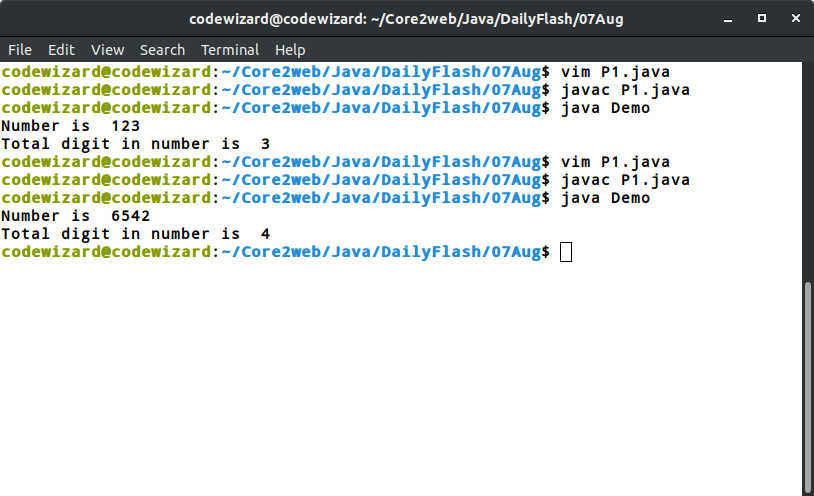 codewizard@codewizard: ~/Core2web/Java/DailyFlash/07Aug
File Edit View Search Terminal Help
codewizard@codewizard:~/Core2web/Java/DailyFlash/07Aug$ vim P1.java
codewizard@codewizard:~/Core2web/Java/DailyFlash/07Aug$ javac P1.java
codewizard@codewizard:~/Core2web/Java/DailyFlash/07Aug$ java Demo
Number is  123
Total digit in number is  3
codewizard@codewizard:~/Core2web/Java/DailyFlash/07Aug$ vim P1.java
codewizard@codewizard:~/Core2web/Java/DailyFlash/07Aug$ javac P1.java
codewizard@codewizard:~/Core2web/Java/DailyFlash/07Aug$ java Demo
Number is  6542
Total digit in number is  4
codewizard@codewizard:~/Core2web/Java/DailyFlash/07Aug$